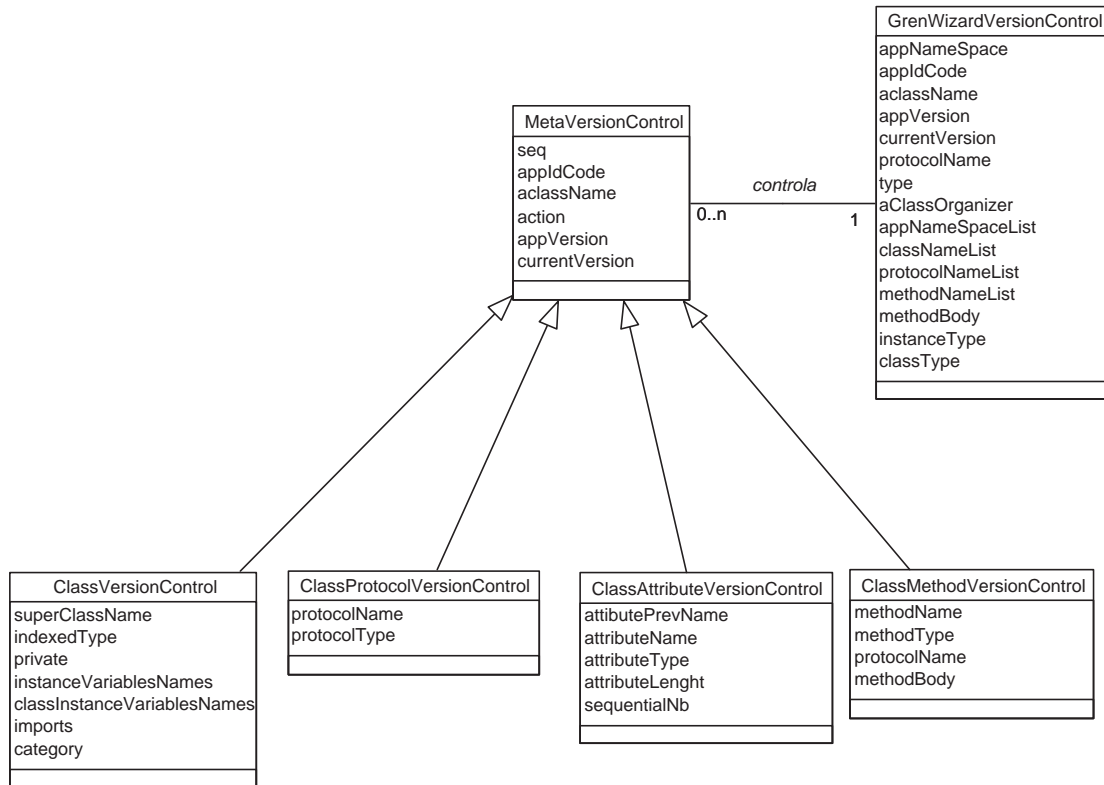 GrenWizardVersionControl
appNameSpace
appIdCode
aclassName
appVersion
currentVersion
protocolName
type
aClassOrganizer
appNameSpaceList
classNameList
protocolNameList
methodNameList
methodBody
instanceType
classType
MetaVersionControl
seq
appIdCode
aclassName
action
appVersion
currentVersion
controla
0..n
1
ClassVersionControl
superClassName
indexedType
private
instanceVariablesNames
classInstanceVariablesNames
imports
category
ClassProtocolVersionControl
protocolName
protocolType
ClassAttributeVersionControl
attibutePrevName
attributeName
attributeType
attributeLenght
sequentialNb
ClassMethodVersionControl
methodName
methodType
protocolName
methodBody